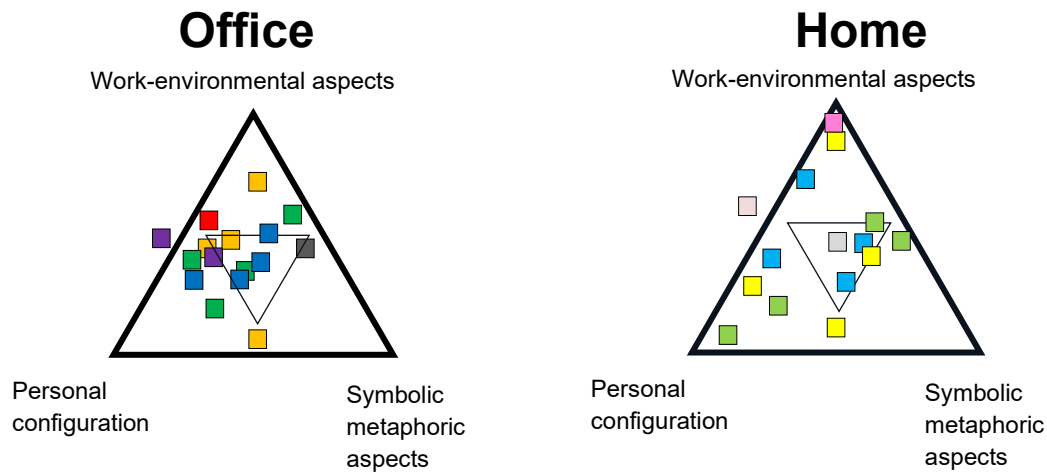 Office
Work-environmental aspects
Personal
configuration
Symbolic
metaphoric
aspects
Home
Work-environmental aspects
Personal
configuration
Symbolic
metaphoric
aspects